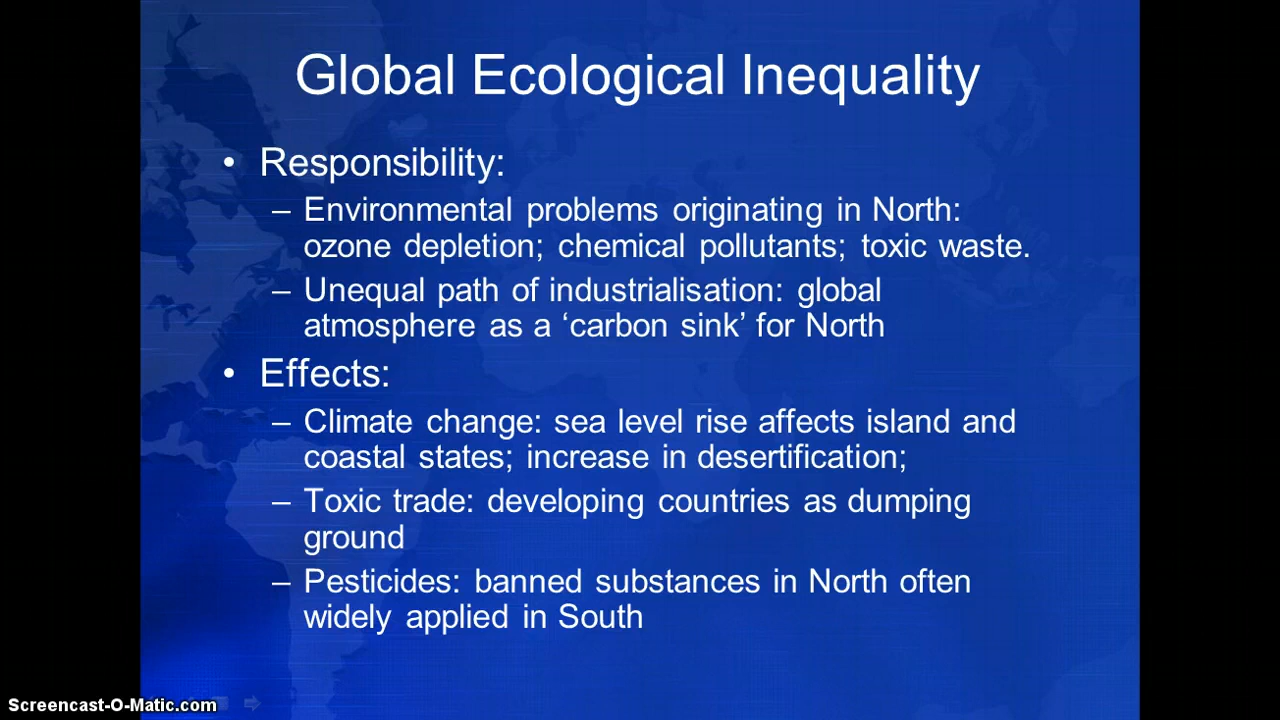 Global Ecological Inequality
• Responsibility:
– Environmental problems originating in North:
ozone depletion; chemical pollutants; toxic waste.
– Unequal path of industrialisation: global
atmosphere as a ‘carbon sink’ for North
• Effects:
– Climate change: sea level rise affects island and
coastal states; increase in desertification;
– Toxic trade: developing countries as dumping
ground
– Pesticides: banned substances in North often
widely applied in South
Screencast-O-Matic.com